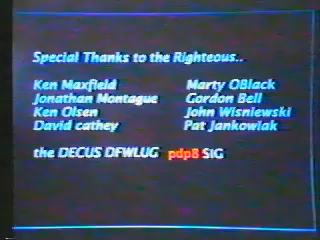 Special Thanks to the Righteous..
Ken Maxfield Marty OBlack
Jonathan Montague Gordon Bell
Ken Olsen John Wisniewski
David cathey Pat Jankowiak
the DECUS DFWLUG pdp8 SIG